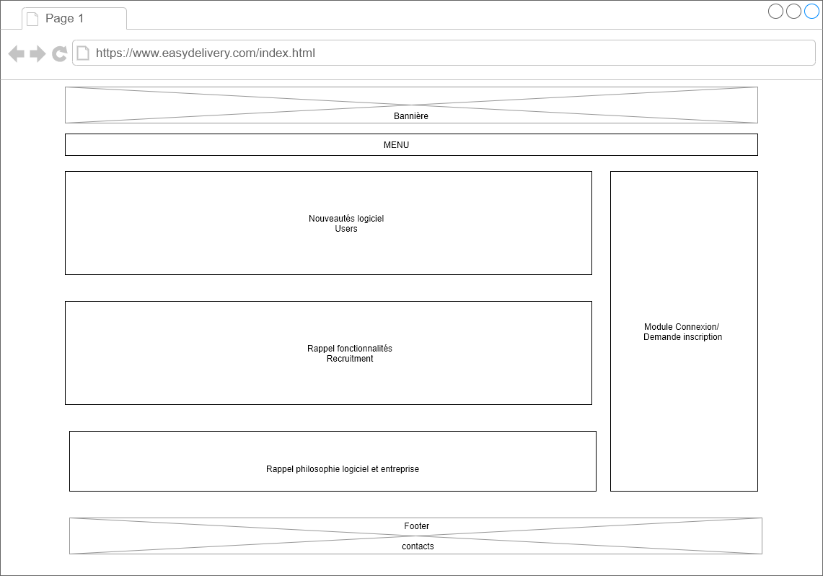 Page 1
https://www.easydelivery.com/index.html
Bannière
MENU
Nouveautés logiciel
Users
Rappel fonctionnalités
Recruitment
Module Connexion/
Demande inscription
Rappel philosophie logiciel et entreprise
Footer
contacts